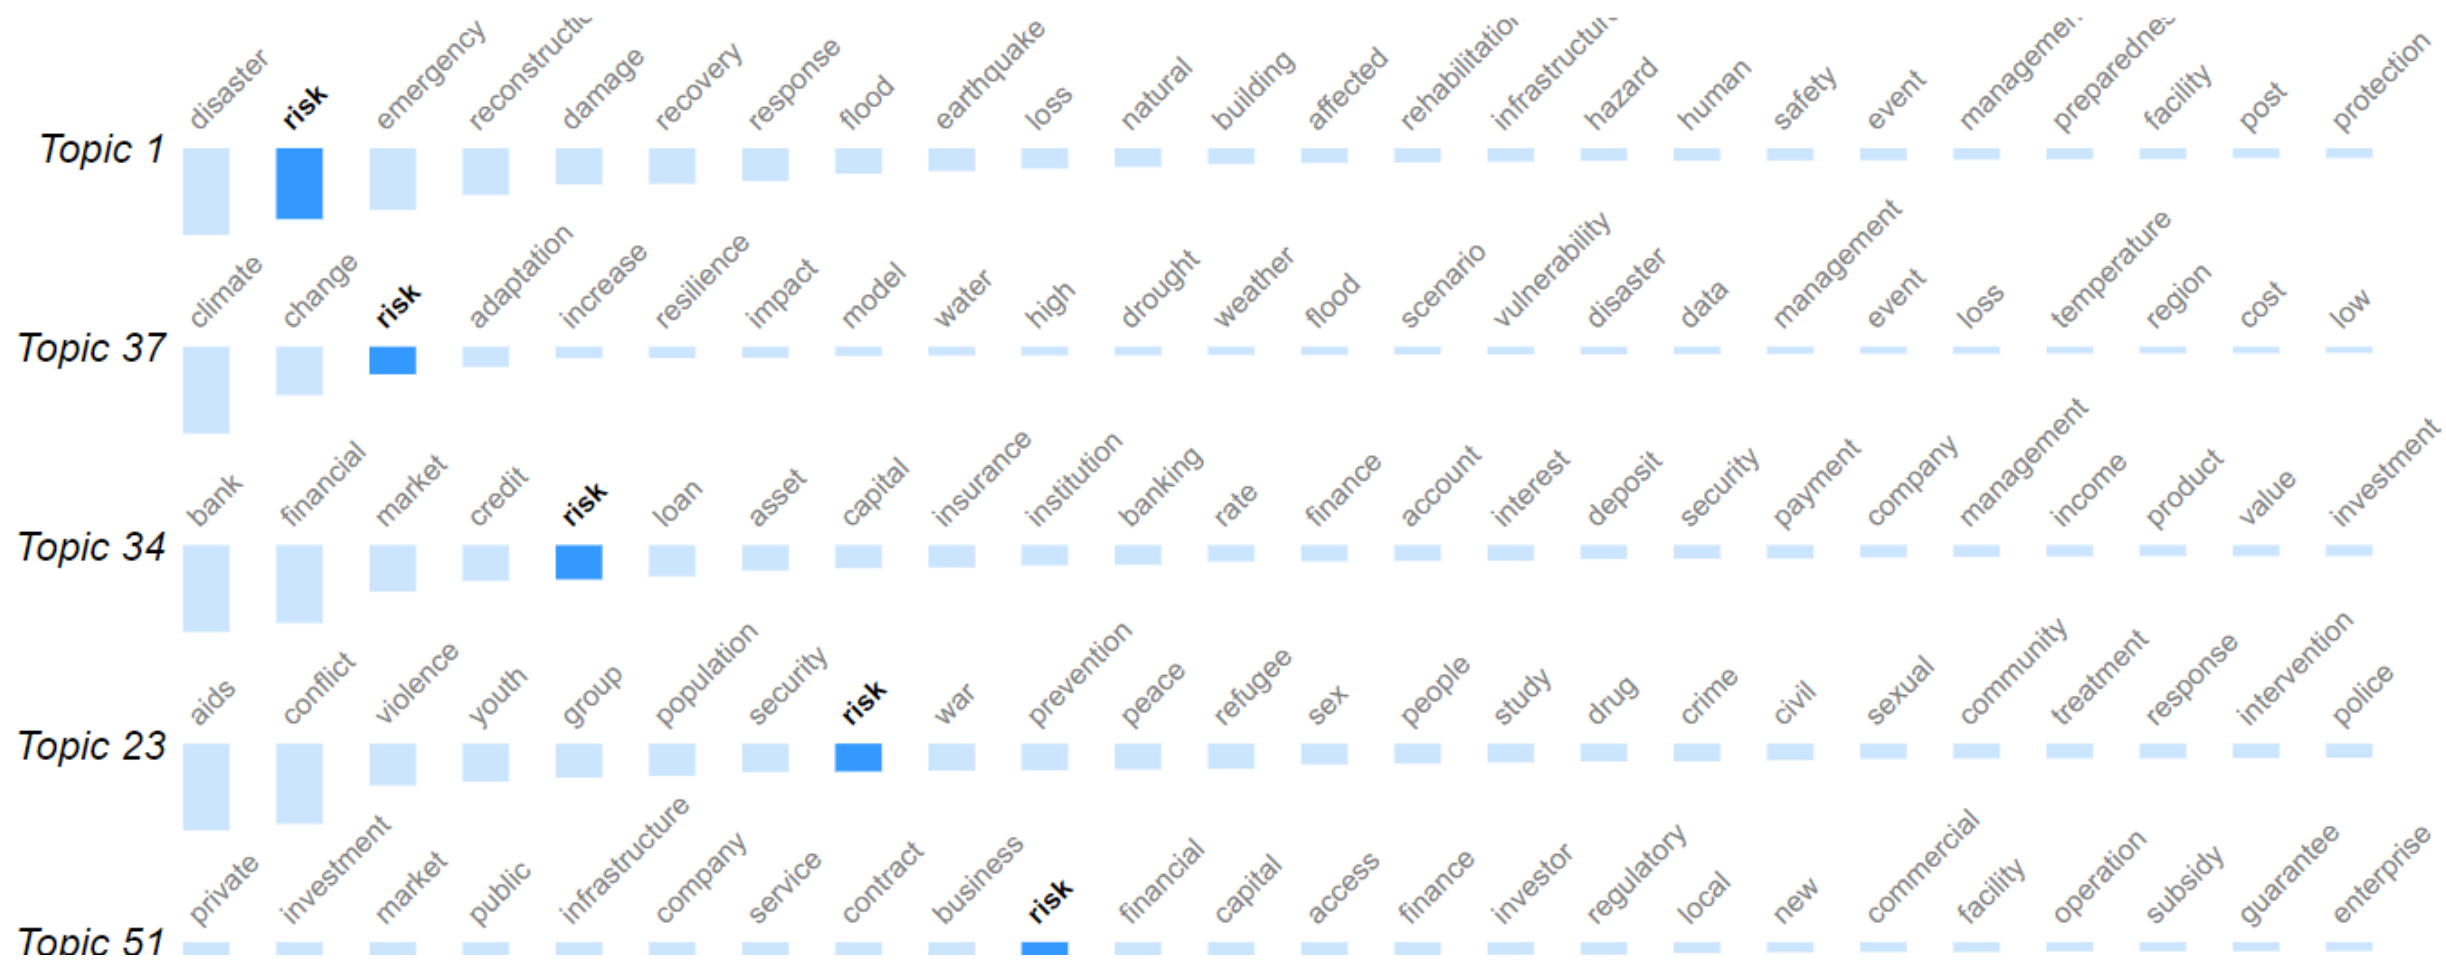 disaster risk emergency reconstructic damage recovery response flood earthquake loss natural building affected rehabilitation infrastructur hazard human safety event managemen preparednes facility post protection
Topic 1
climate change risk adaptation increase resilience impact model water high drought weather flood scenario vulnerability disaster data management event loss temperature region cost low
Topic 37
bank financial market credit risk loan asset capital insurance institution banking rate finance account interest deposit security payment company management income product value investment
Topic 34
aids conflict violence youth group population security risk war prevention peace refugee sex people study drug crime civil sexual community treatment response intervention police
Topic 23
private investment market public infrastructure company service contract business risk financial capital access finance investor regulatory local new commercial facility operation subsidy guarantee enterprise
Topic 51